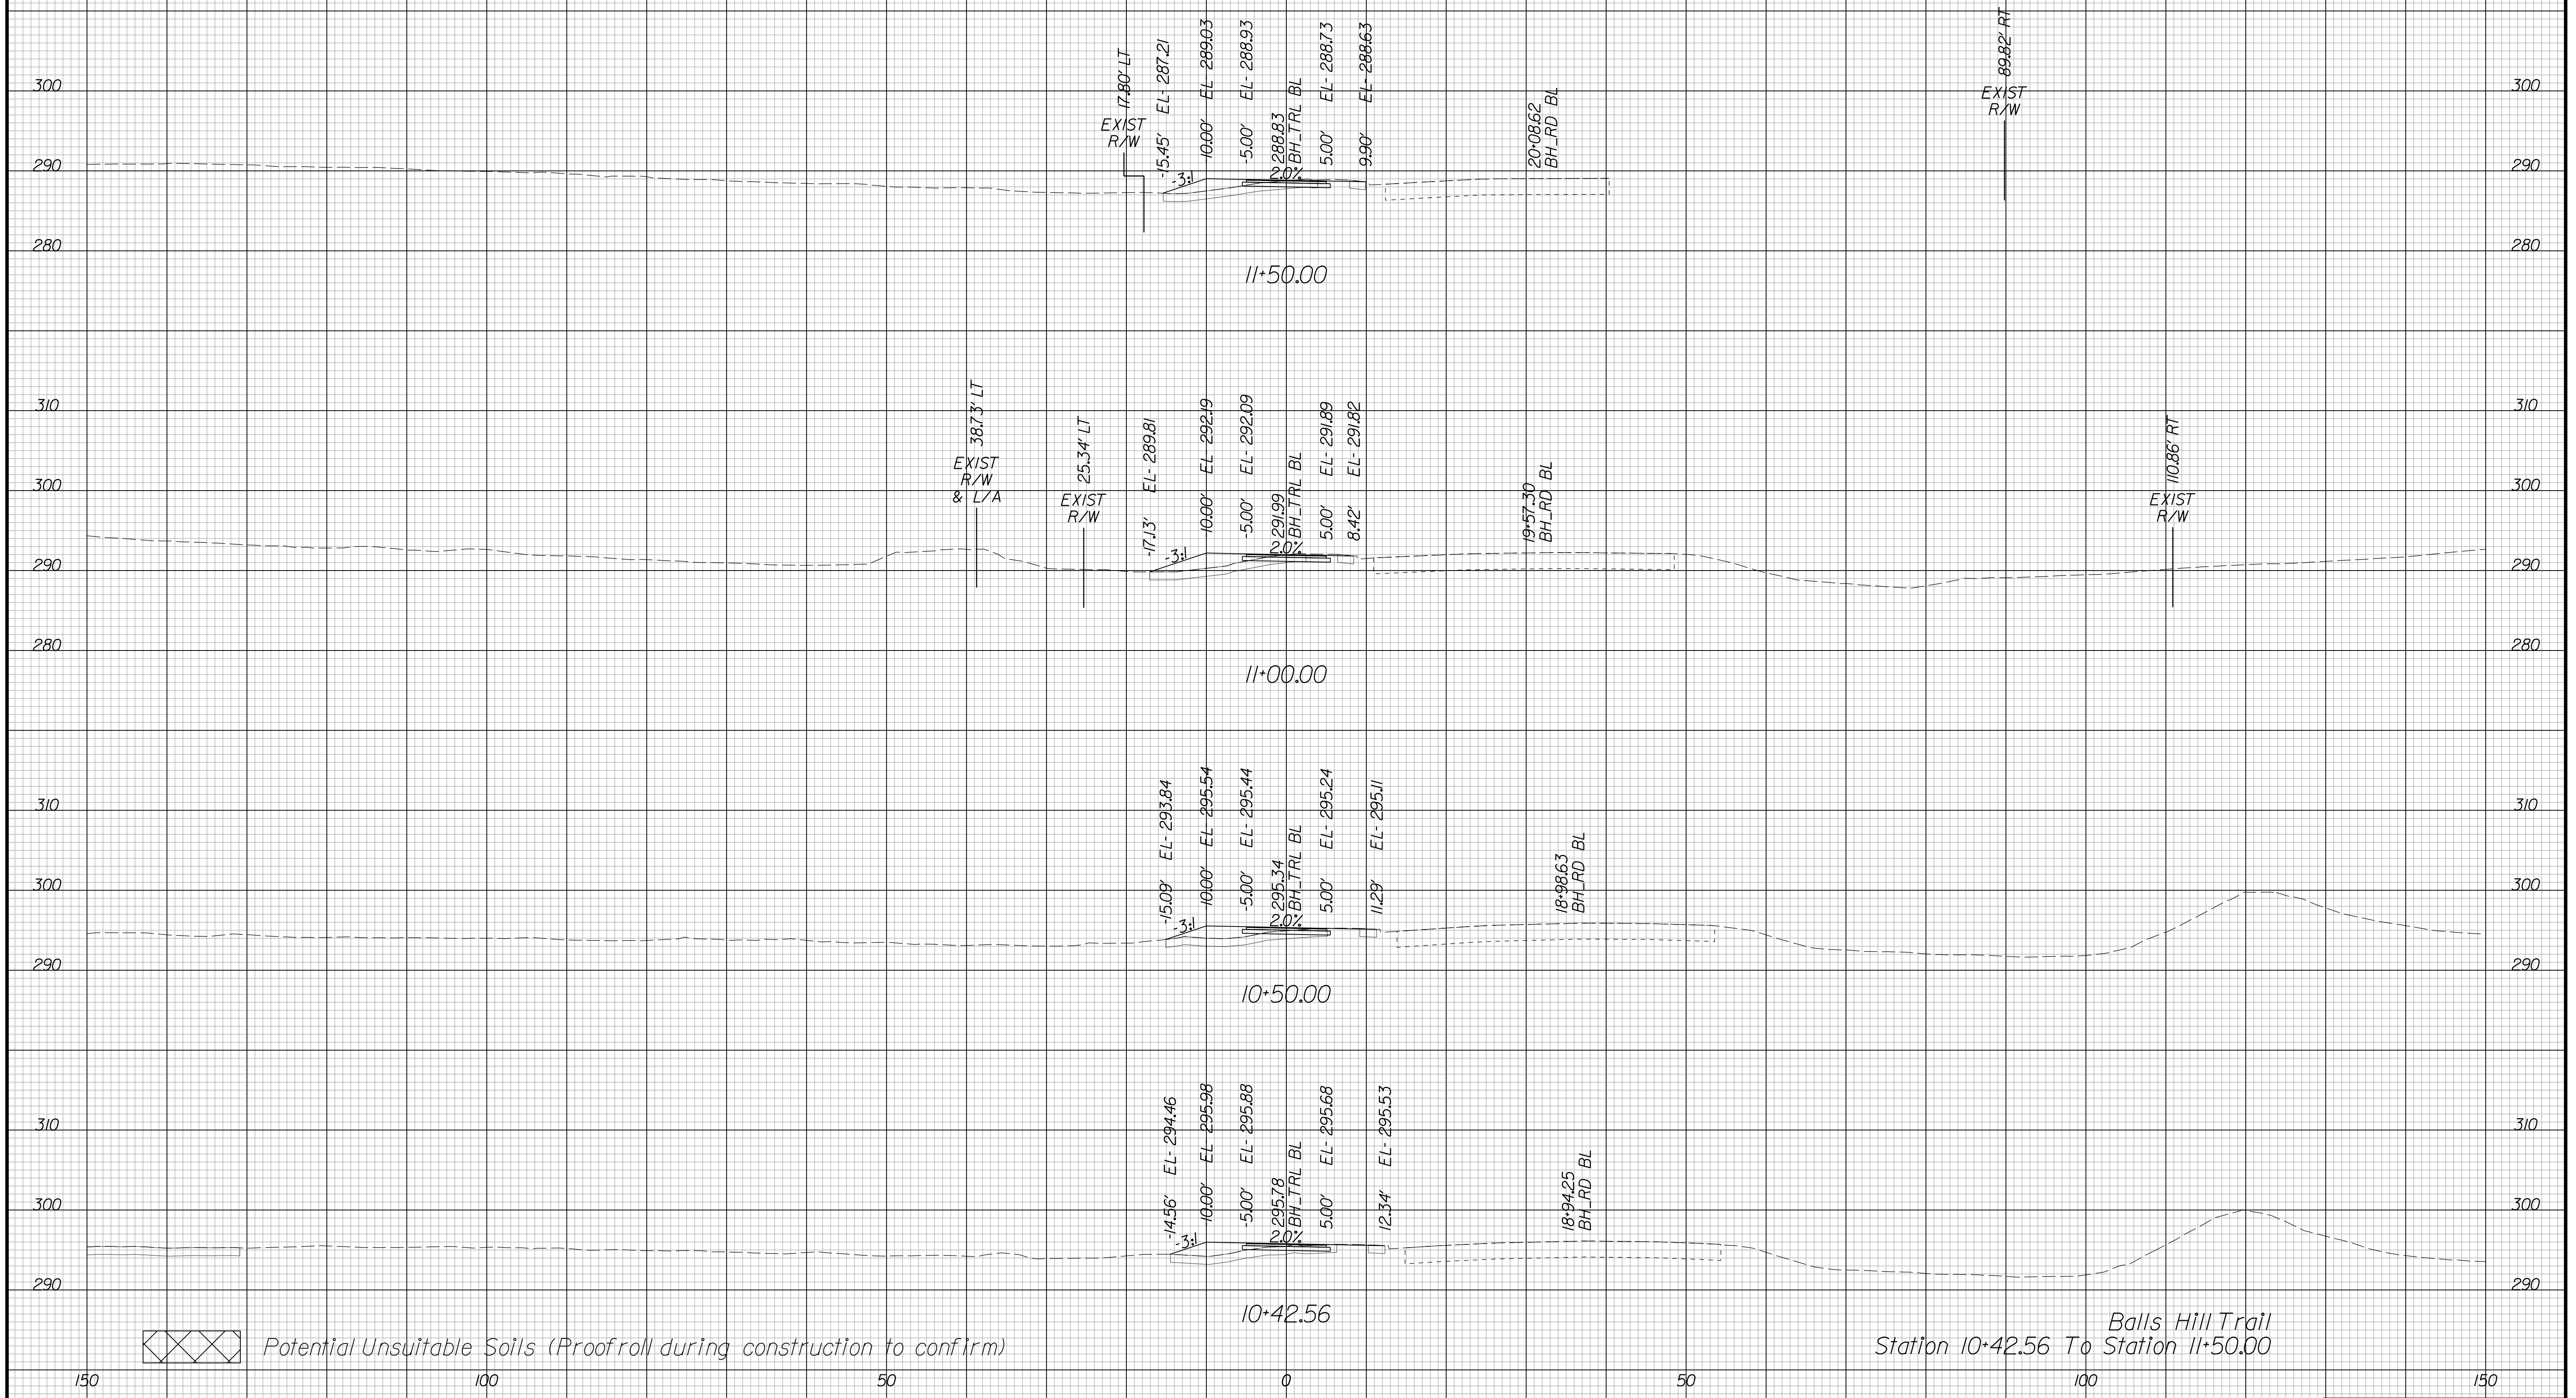 89.82' RT
EXIST
R/W
17.80' LT
EXIST
R/W
-15.45' EL- 287.21
10.00' EL- 289.03
-5.00' EL- 288.93
288.83
BH_TRL BL
5.00' EL- 288.73
9.90' EL- 288.63
20+08.62
BH_RD BL
-3:1
2.0%
300
300
290
290
280
280
11+50.00
38.73' LT
EXIST
R/W
& L/A
25.34' LT
EXIST
R/W
-17.13' EL- 289.81
10.00' EL- 292.19
-5.00' EL- 292.09
291.99
BH_TRL BL
5.00' EL- 291.89
8.42' EL- 291.82
19+57.30
BH_RD BL
110.86' RT
EXIST
R/W
-3:1
2.0%
310
310
300
300
290
290
280
280
11+00.00
-15.09' EL- 293.84
10.00' EL- 295.54
-5.00' EL- 295.44
295.34
BH_TRL BL
5.00' EL- 295.24
11.29' EL- 295.11
18+98.63
BH_RD BL
-3:1
2.0%
310
310
300
300
290
290
10+50.00
-14.56' EL- 294.46
10.00' EL- 295.98
-5.00' EL- 295.88
295.78
BH_TRL BL
5.00' EL- 295.68
12.34' EL- 295.53
18+94.25
BH_RD BL
-3:1
2.0%
310
310
300
300
290
290
10+42.56
Potential Unsuitable Soils (Proofroll during construction to confirm)
Balls Hill Trail
Station 10+42.56 To Station 11+50.00
150 100 50 0 50 100 150